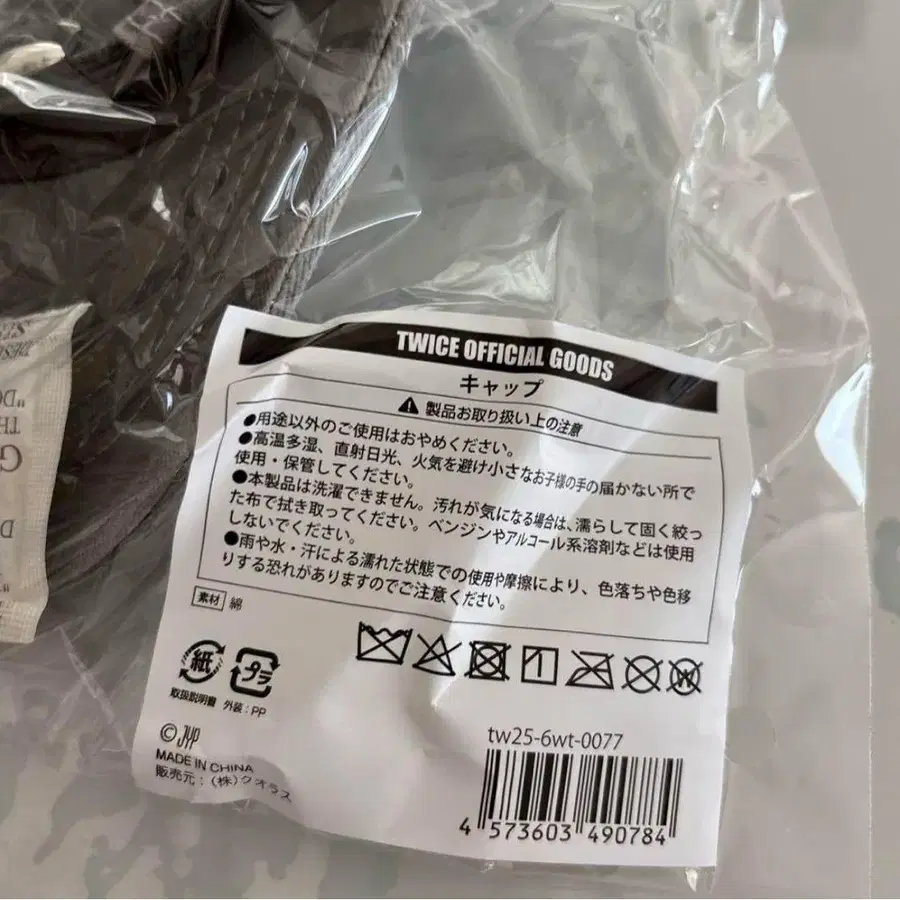 TWICE OFFICIAL GOODS
キャップ
製品お取り扱い上の注意
●用途以外のご使用はおやめください。
●高温多湿、直射日光、火気を避け小さなお子様の手の届かない所で
使用・保管してください。
●本製品は洗濯できません。汚れが気になる場合は、濡らして固く絞っ
た布で拭き取ってください。ベンジンやアルコール系溶剤などは使用
しないでください。
●雨や水・汗による濡れた状態での使用や摩擦により、色落ちや色移
りする恐れがありますのでご注意ください。
素材 綿
紙 プラ
取扱説明書 外装：PP
W
©JYP
MADE IN CHINA
販売元：(株)クオラス
tw25-6wt-0077
4 573603 490784